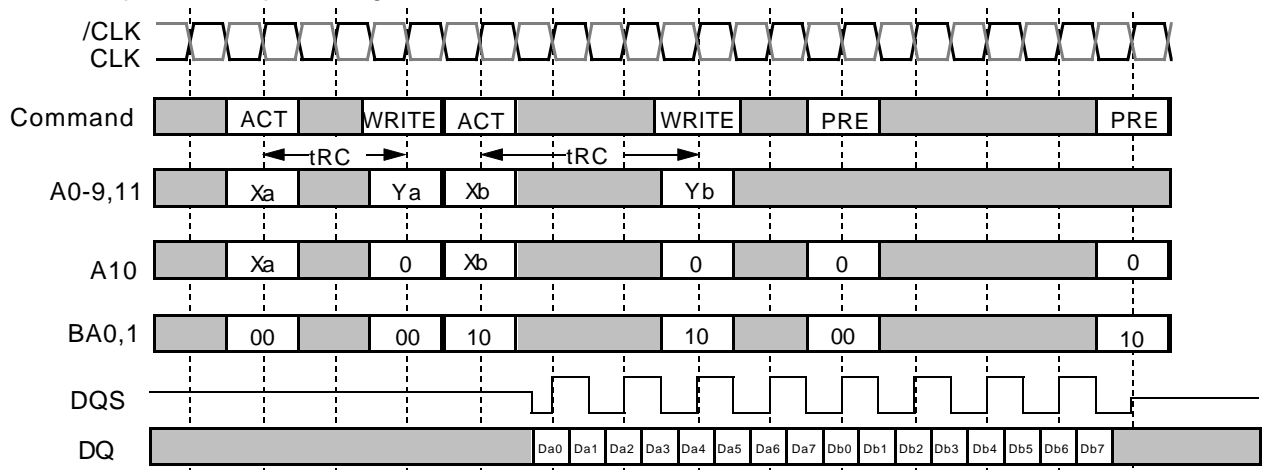 /CLK
CLK
Command ACT WRITE ACT WRITE PRE PRE
tRC tRC
A0-9,11 Xa Ya Xb Yb
A10 Xa 0 Xb 0 0 0
BA0,1 00 00 10 10 00 10
DQS
DQ Da0 Da1 Da2 Da3 Da4 Da5 Da6 Da7 Db0 Db1 Db2 Db3 Db4 Db5 Db6 Db7